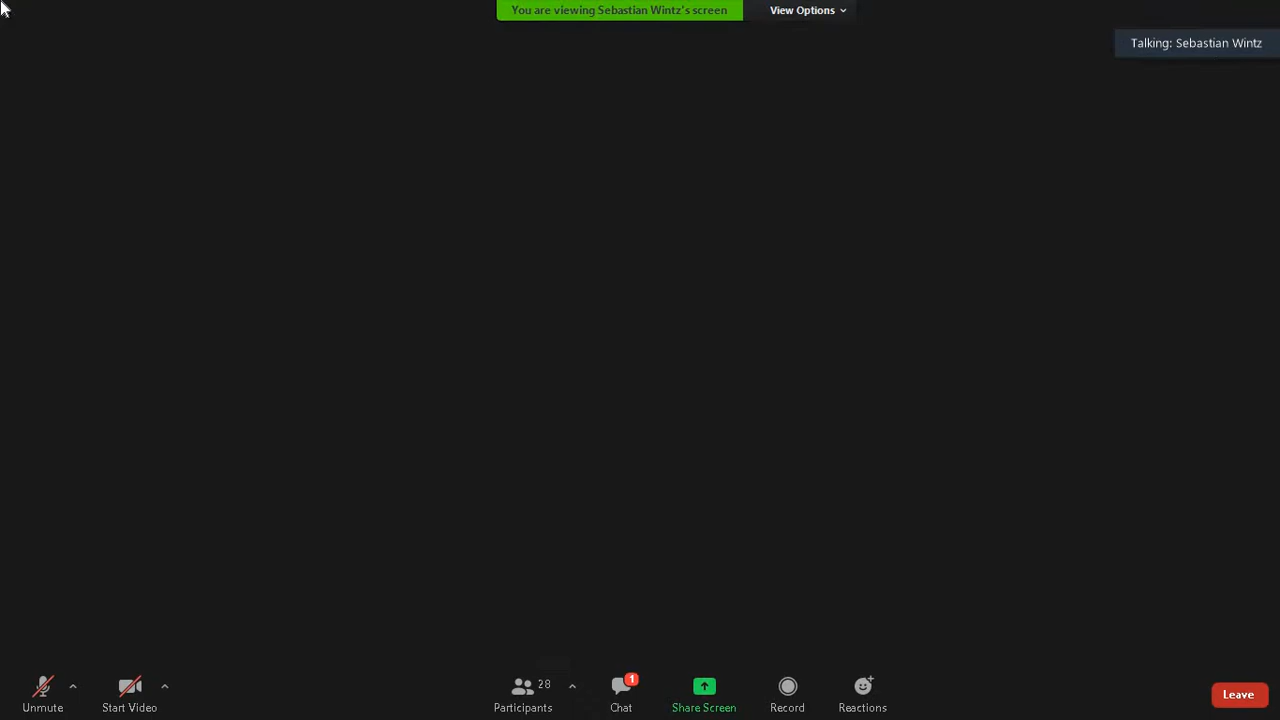 You are viewing Sebastian Wintz's screen View Options
Talking: Sebastian Wintz
28
1
Unmute
Start Video
Participants
Chat
Share Screen
Record
Reactions
Leave